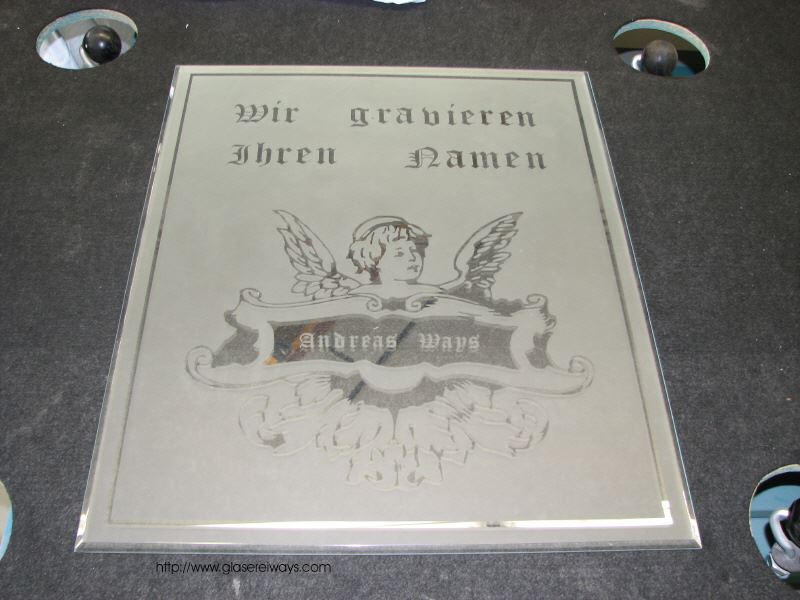 Wir gravieren
Ihren Namen
Andreas Ways
http://www.glasereiways.com